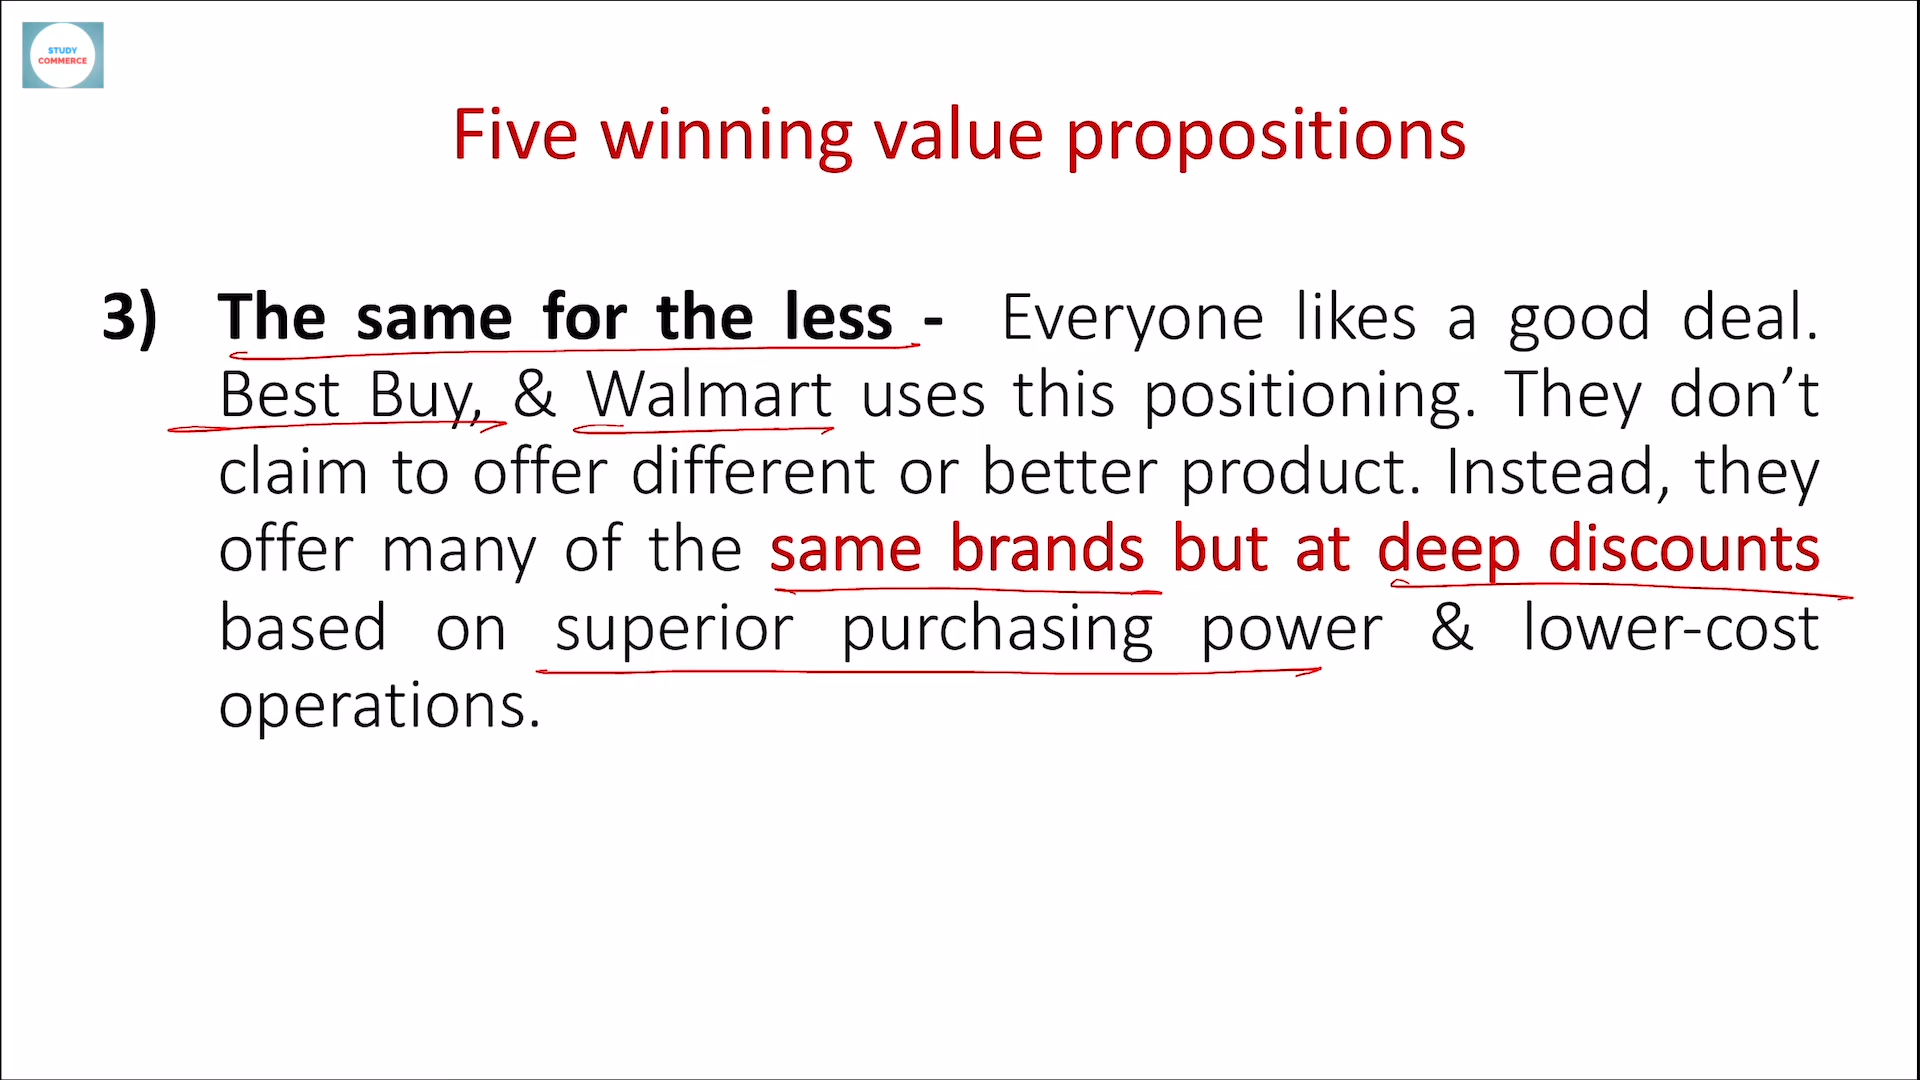 STUDY
COMMERCE
Five winning value propositions
3) The same for the less - Everyone likes a good deal.
Best Buy, & Walmart uses this positioning. They don’t
claim to offer different or better product. Instead, they
offer many of the same brands but at deep discounts
based on superior purchasing power & lower-cost
operations.